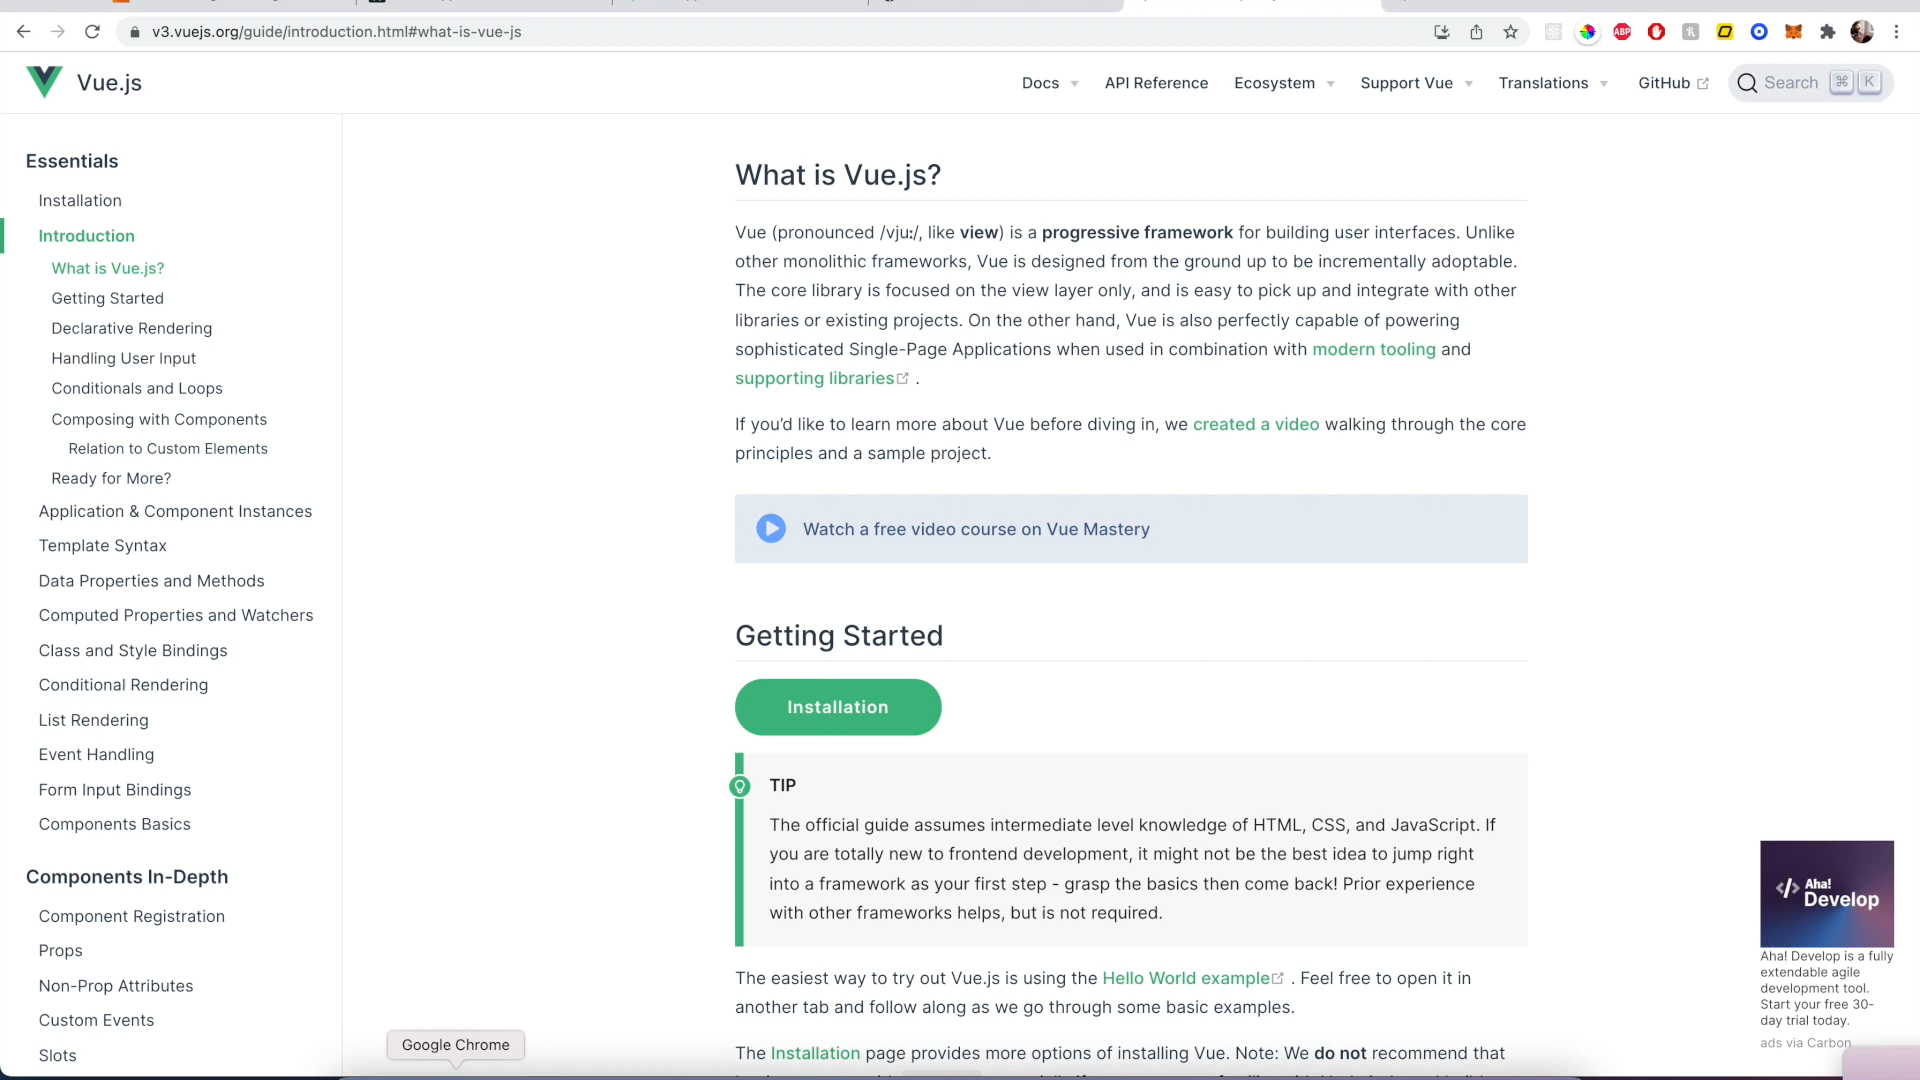 v3.vuejs.org/guide/introduction.html#what-is-vue-js
ABP
Vue.js
Docs
API Reference
Ecosystem
Support Vue
Translations
GitHub
Search ⌘ K
Essentials
Installation
Introduction
What is Vue.js?
Getting Started
Declarative Rendering
Handling User Input
Conditionals and Loops
Composing with Components
Relation to Custom Elements
Ready for More?
Application & Component Instances
Template Syntax
Data Properties and Methods
Computed Properties and Watchers
Class and Style Bindings
Conditional Rendering
List Rendering
Event Handling
Form Input Bindings
Components Basics
Components In-Depth
Component Registration
Props
Non-Prop Attributes
Custom Events
Slots
What is Vue.js?
Vue (pronounced /vjuː/, like view) is a progressive framework for building user interfaces. Unlike
other monolithic frameworks, Vue is designed from the ground up to be incrementally adoptable.
The core library is focused on the view layer only, and is easy to pick up and integrate with other
libraries or existing projects. On the other hand, Vue is also perfectly capable of powering
sophisticated Single-Page Applications when used in combination with modern tooling and
supporting libraries .
If you’d like to learn more about Vue before diving in, we created a video walking through the core
principles and a sample project.
Watch a free video course on Vue Mastery
Getting Started
Installation
TIP
The official guide assumes intermediate level knowledge of HTML, CSS, and JavaScript. If
you are totally new to frontend development, it might not be the best idea to jump right
into a framework as your first step - grasp the basics then come back! Prior experience
with other frameworks helps, but is not required.
The easiest way to try out Vue.js is using the Hello World example . Feel free to open it in
another tab and follow along as we go through some basic examples.
The Installation page provides more options of installing Vue. Note: We do not recommend that
Aha!
Develop
Aha! Develop is a fully
extendable agile
development tool.
Start your free 30-
day trial today.
ads via Carbon
Google Chrome